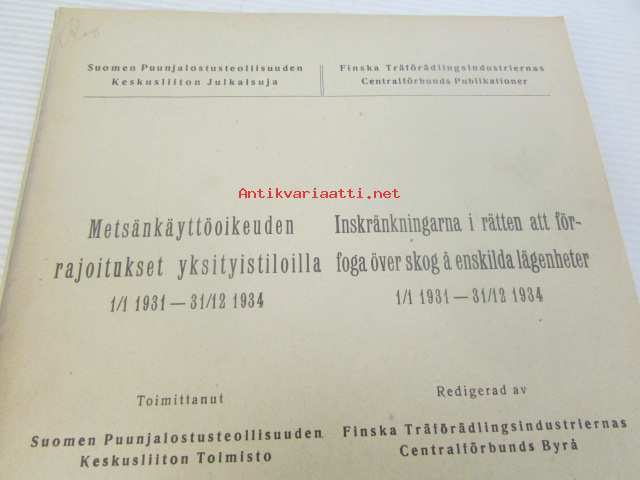 Suomen Puunjalostusteollisuuden
Keskusliiton Julkaisuja
Finska Träförädlingsindustriernas
Centralförbunds Publikationer
Antikvariaatti.net
Metsänkäyttöoikeuden
rajoitukset yksityistiloilla
1/1 1931 — 31/12 1934
Inskränkningarna i rätten att för-
foga över skog å enskilda lägenheter
1/1 1931 — 31/12 1934
Toimittanut
Suomen Puunjalostusteollisuuden
Keskusliiton Toimisto
Redigerad av
Finska Träförädlingsindustriernas
Centralförbunds Byrå